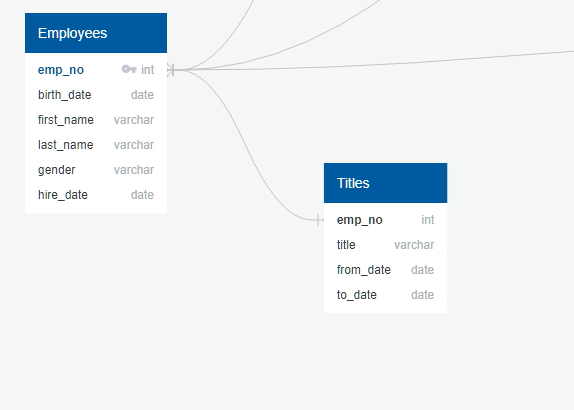 Employees
emp_no int
birth_date date
first_name varchar
last_name varchar
gender varchar
hire_date date
Titles
emp_no int
title varchar
from_date date
to_date date